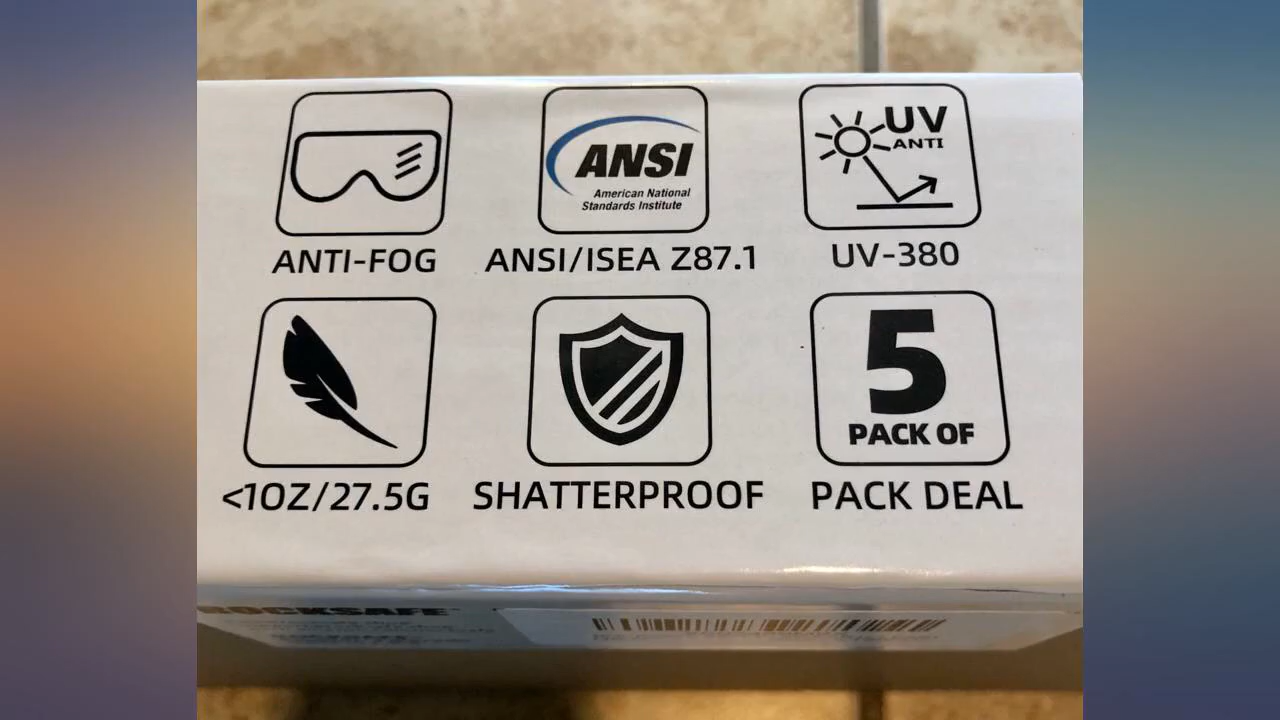 UV
ANTI
ANSI
American National
Standards Institute
ANTI-FOG
ANSI/ISEA Z87.1
UV-380
5
PACK OF
<1OZ/27.5G
SHATTERPROOF
PACK DEAL
ROCKSAFE